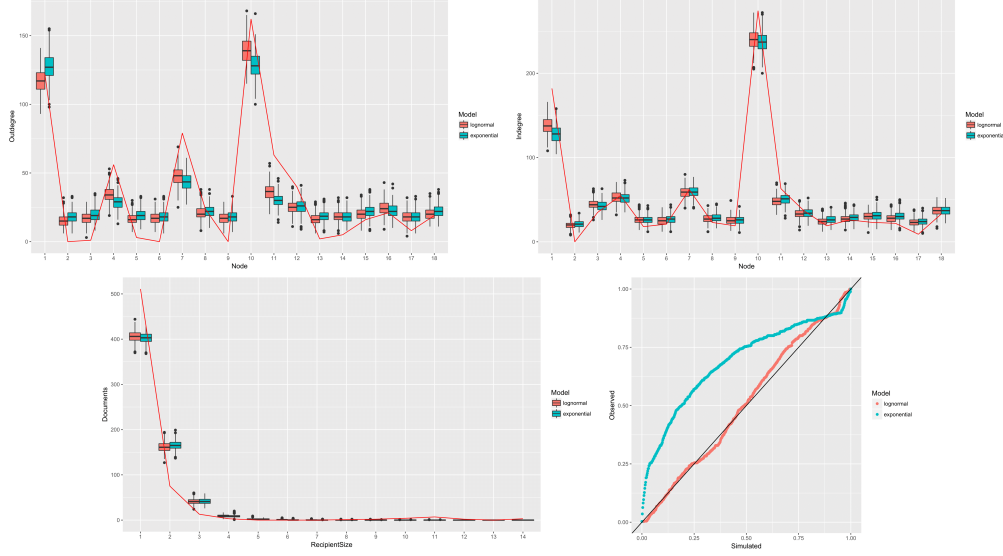 150
100
50
0
Outdegree
1 2 3 4 5 6 7 8 9 10 11 12 13 14 15 16 17 18
Node
Model
lognormal
exponential
200
100
0
Indegree
1 2 3 4 5 6 7 8 9 10 11 12 13 14 15 16 17 18
Node
Model
lognormal
exponential
500
400
300
200
100
0
Documents
1 2 3 4 5 6 7 8 9 10 11 12 13 14
RecipientSize
Model
lognormal
exponential
1.00
0.75
0.50
0.25
0.00
Observed
0.00 0.25 0.50 0.75 1.00
Simulated
Model
lognormal
exponential